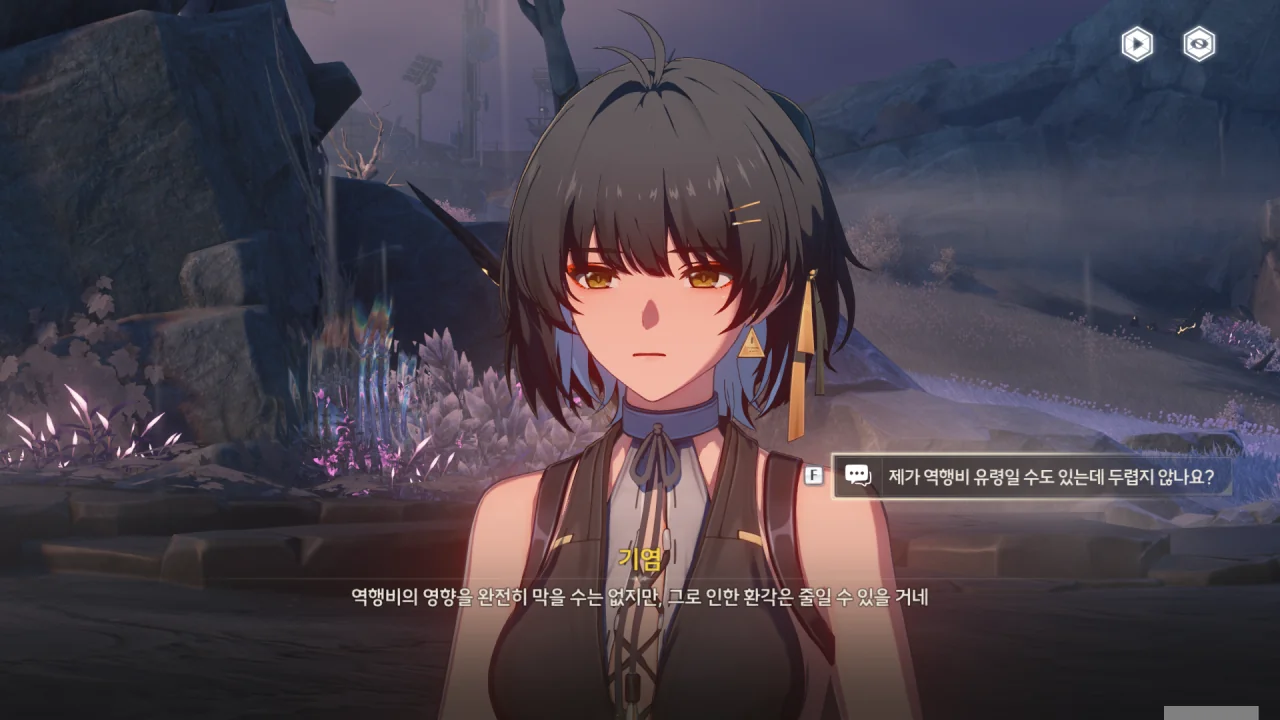 F
제가 역행비 유령일 수도 있는데 두렵지 않나요?
기염
역행비의 영향을 완전히 막을 수는 없지만, 그로 인한 환각은 줄일 수 있을 거네